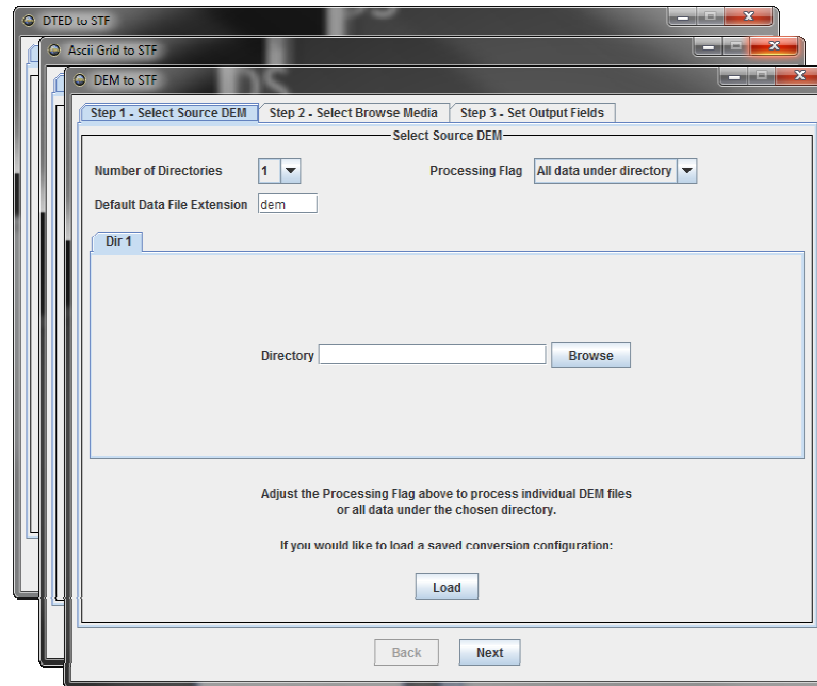 DTED to STF
Ascii Grid to STF
DEM to STF
Step 1 - Select Source DEM Step 2 - Select Browse Media Step 3 - Set Output Fields
Select Source DEM
Number of Directories 1 Processing Flag All data under directory
Default Data File Extension dem
Dir 1
Directory Browse
Adjust the Processing Flag above to process individual DEM files
or all data under the chosen directory.
If you would like to load a saved conversion configuration:
Load
Back Next